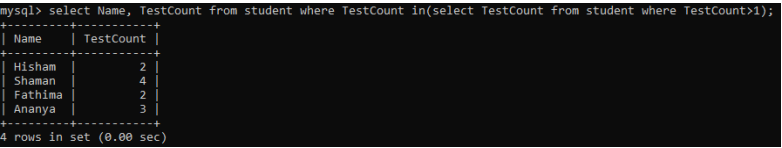 mysql> select Name, TestCount from student where TestCount in(select TestCount from student where TestCount>1);
+---------+-----------+
| Name    | TestCount |
+---------+-----------+
| Hisham  |         2 |
| Shaman  |         4 |
| Fathima |         2 |
| Ananya  |         3 |
+---------+-----------+
4 rows in set (0.00 sec)